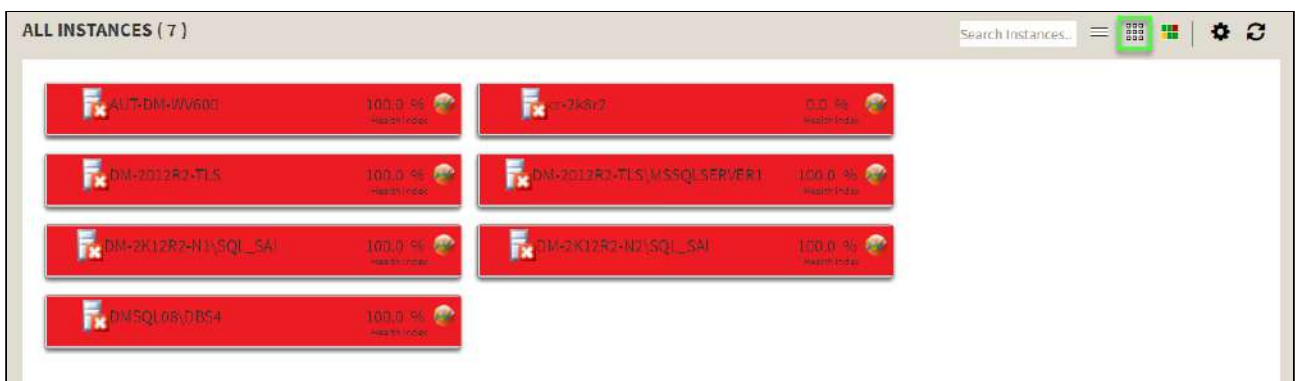 ALL INSTANCES ( 7 )
Search Instances..
AUT-DM-WV600
100.0 %
Health Index
-2k8r2
0.0 %
Health Index
DM-2012R2-TLS
100.0 %
Health Index
DM-2012R2-TLS\MSSQLSERVER1
100.0 %
Health Index
DM-2K12R2-N1\SQL_SAI
100.0 %
Health Index
DM-2K12R2-N2\SQL_SAI
100.0 %
Health Index
DMSQL08\DBS4
100.0 %
Health Index